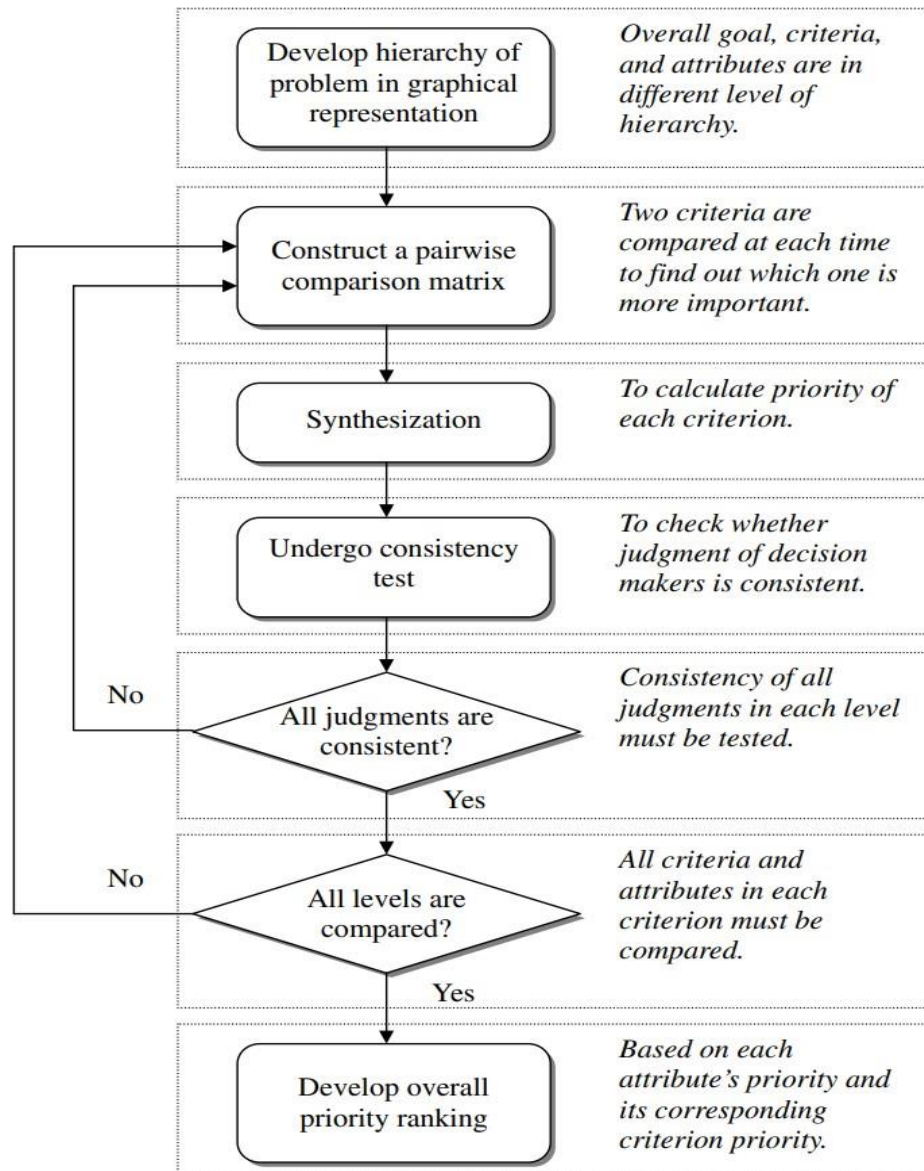 Develop hierarchy of
problem in graphical
representation
Overall goal, criteria,
and attributes are in
different level of
hierarchy.
Construct a pairwise
comparison matrix
Two criteria are
compared at each time
to find out which one is
more important.
Synthesization
To calculate priority of
each criterion.
Undergo consistency
test
To check whether
judgment of decision
makers is consistent.
No
All judgments are
consistent?
Yes
Consistency of all
judgments in each level
must be tested.
No
All levels are
compared?
Yes
All criteria and
attributes in each
criterion must be
compared.
Develop overall
priority ranking
Based on each
attribute's priority and
its corresponding
criterion priority.